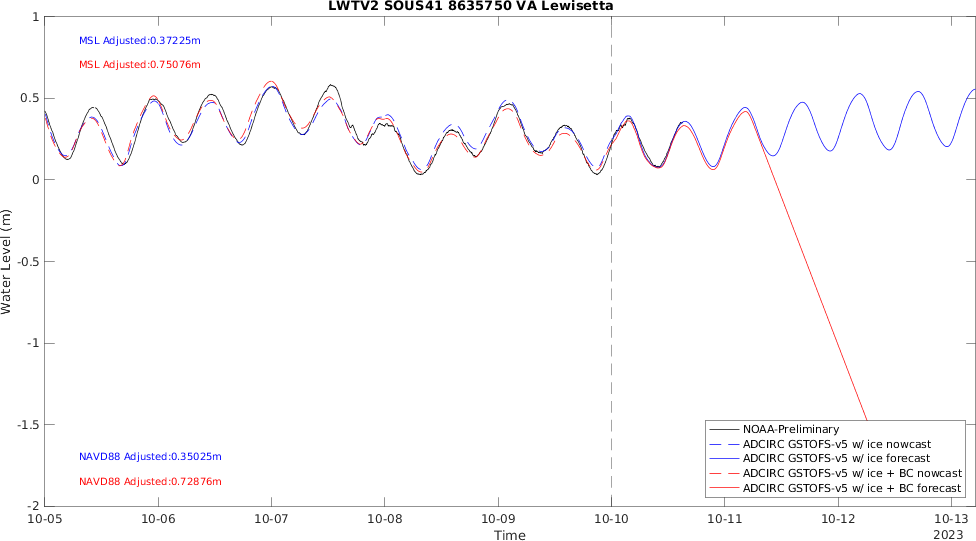 LWTV2 SOUS41 8635750 VA Lewisetta
MSL Adjusted:0.37225m
MSL Adjusted:0.75076m
NAVD88 Adjusted:0.35025m
NAVD88 Adjusted:0.72876m
Water Level (m)
1
0.5
0
-0.5
-1
-1.5
-2
NOAA-Preliminary
ADCIRC GSTOFS-v5 w/ ice nowcast
ADCIRC GSTOFS-v5 w/ ice forecast
ADCIRC GSTOFS-v5 w/ ice + BC nowcast
ADCIRC GSTOFS-v5 w/ ice + BC forecast
10-05 10-06 10-07 10-08 10-09 10-10 10-11 10-12 10-13
Time
2023